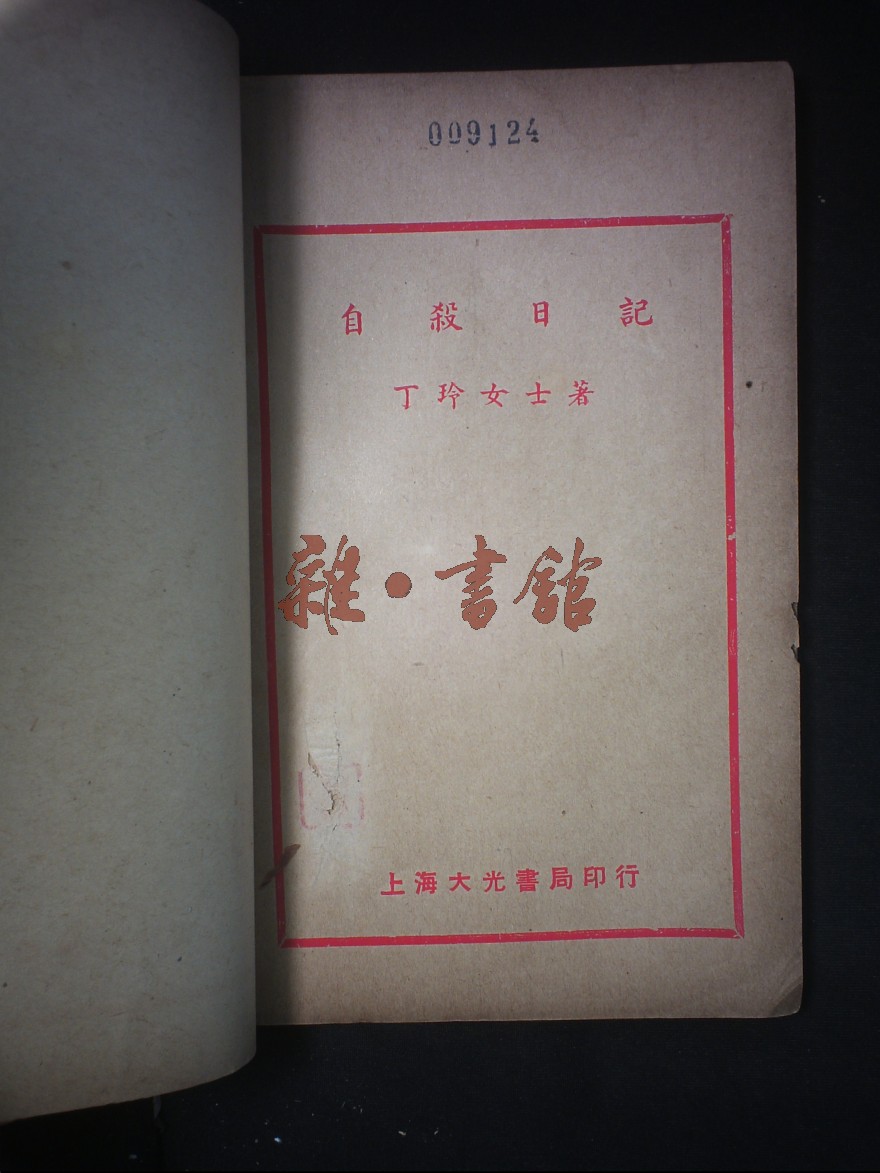 009124
自殺日記
丁玲女士著
雜·書館
上海大光書局印行